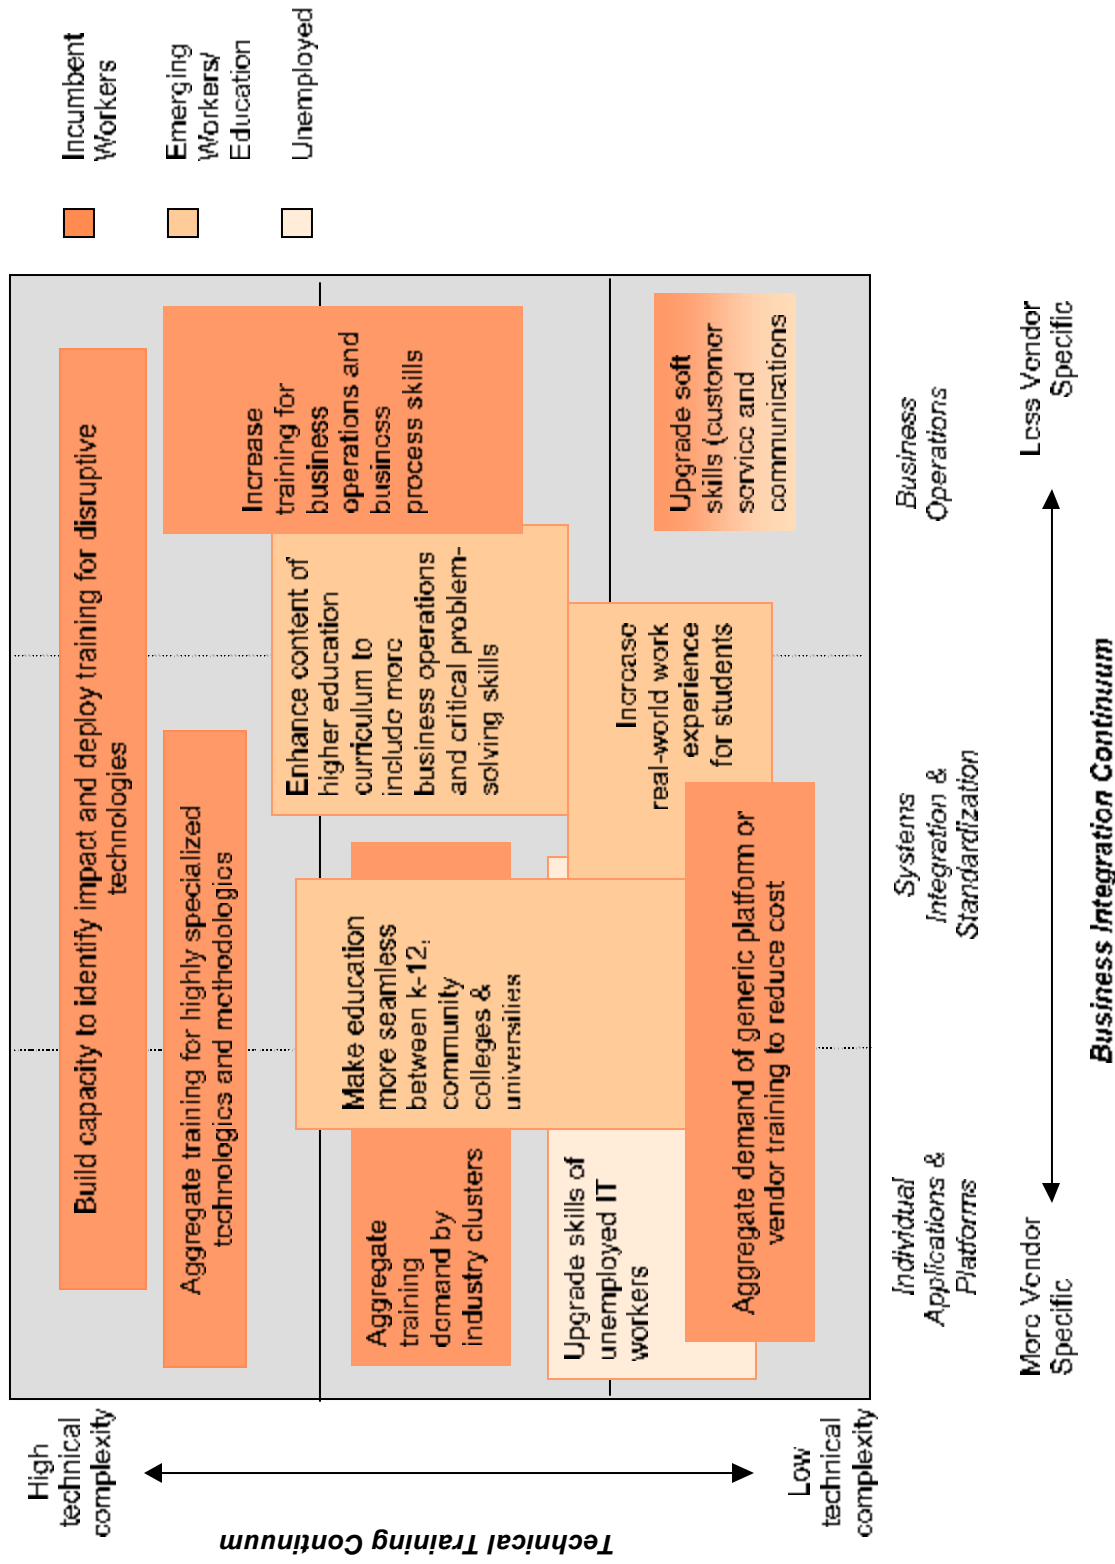 Incumbent
Workers
Emerging
Workers/
Education
Unemployed
High
technical
complexity
Technical Training Continuum
Low
technical
complexity
Build capacity to identify impact and deploy training for disruptive
technologies
Aggregate training for highly specialized
technologies and methodologies
Increase
training for
business
operations and
business
process skills
Enhance content of
higher education
curriculum to
include more
business operations
and critical problem-
solving skills
Make education
more seamless
between k-12,
community
colleges &
universities
Aggregate
training
demand by
industry clusters
Upgrade skills of
unemployed IT
workers
Increase
real-world work
experience
for students
Upgrade soft
skills (customer
service and
communications
Aggregate demand of generic platform or
vendor training to reduce cost
Individual
Applications &
Platforms
Systems
Integration &
Standardization
Business
Operations
More Vendor
Specific
Less Vendor
Specific
Business Integration Continuum